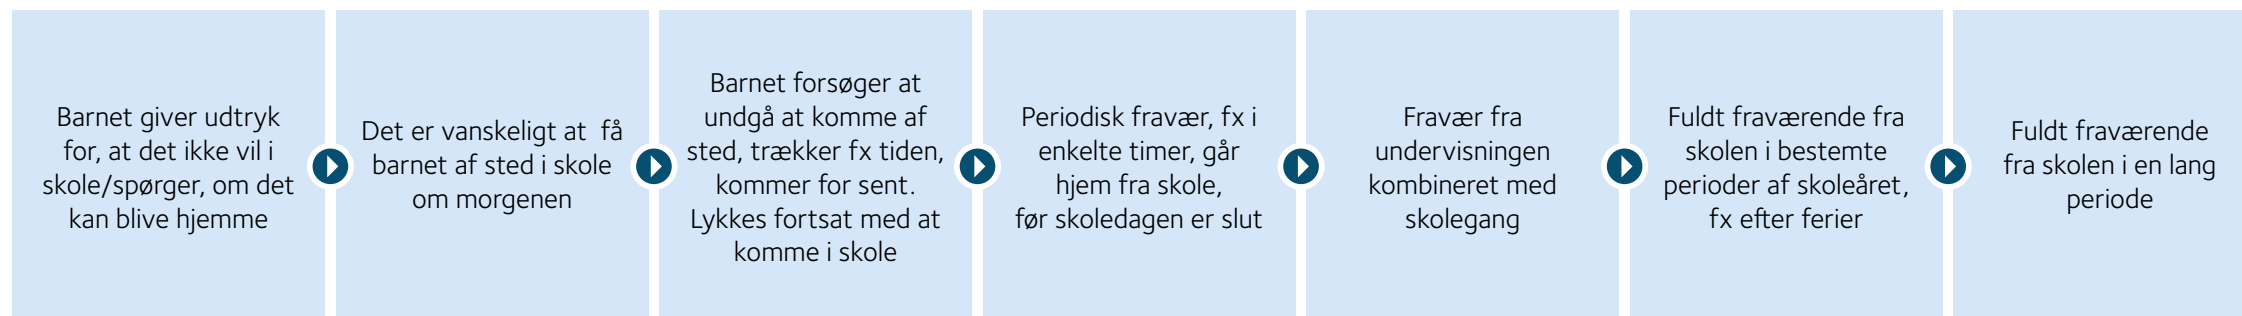 Barnet giver udtryk
for, at det ikke vil i
skole/spørger, om det
kan blive hjemme
Det er vanskeligt at  få
barnet af sted i skole
om morgenen
Barnet forsøger at
undgå at komme af
sted, trækker fx tiden,
kommer for sent.
Lykkes fortsat med at
komme i skole
Periodisk fravær, fx i
enkelte timer, går
hjem fra skole,
før skoledagen er slut
Fravær fra
undervisningen
kombineret med
skolegang
Fuldt fraværende fra
skolen i bestemte
perioder af skoleåret,
fx efter ferier
Fuldt fraværende
fra skolen i en lang
periode